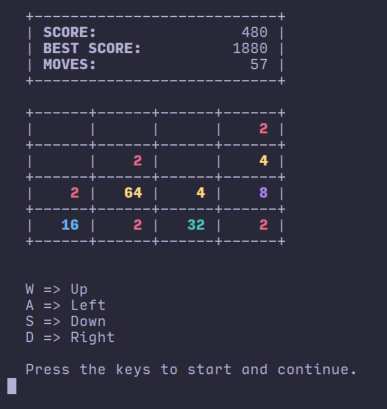 SCORE: 480
BEST SCORE: 1880
MOVES: 57
2
2 4
2 64 4 8
16 2 32 2
W => Up
A => Left
S => Down
D => Right
Press the keys to start and continue.